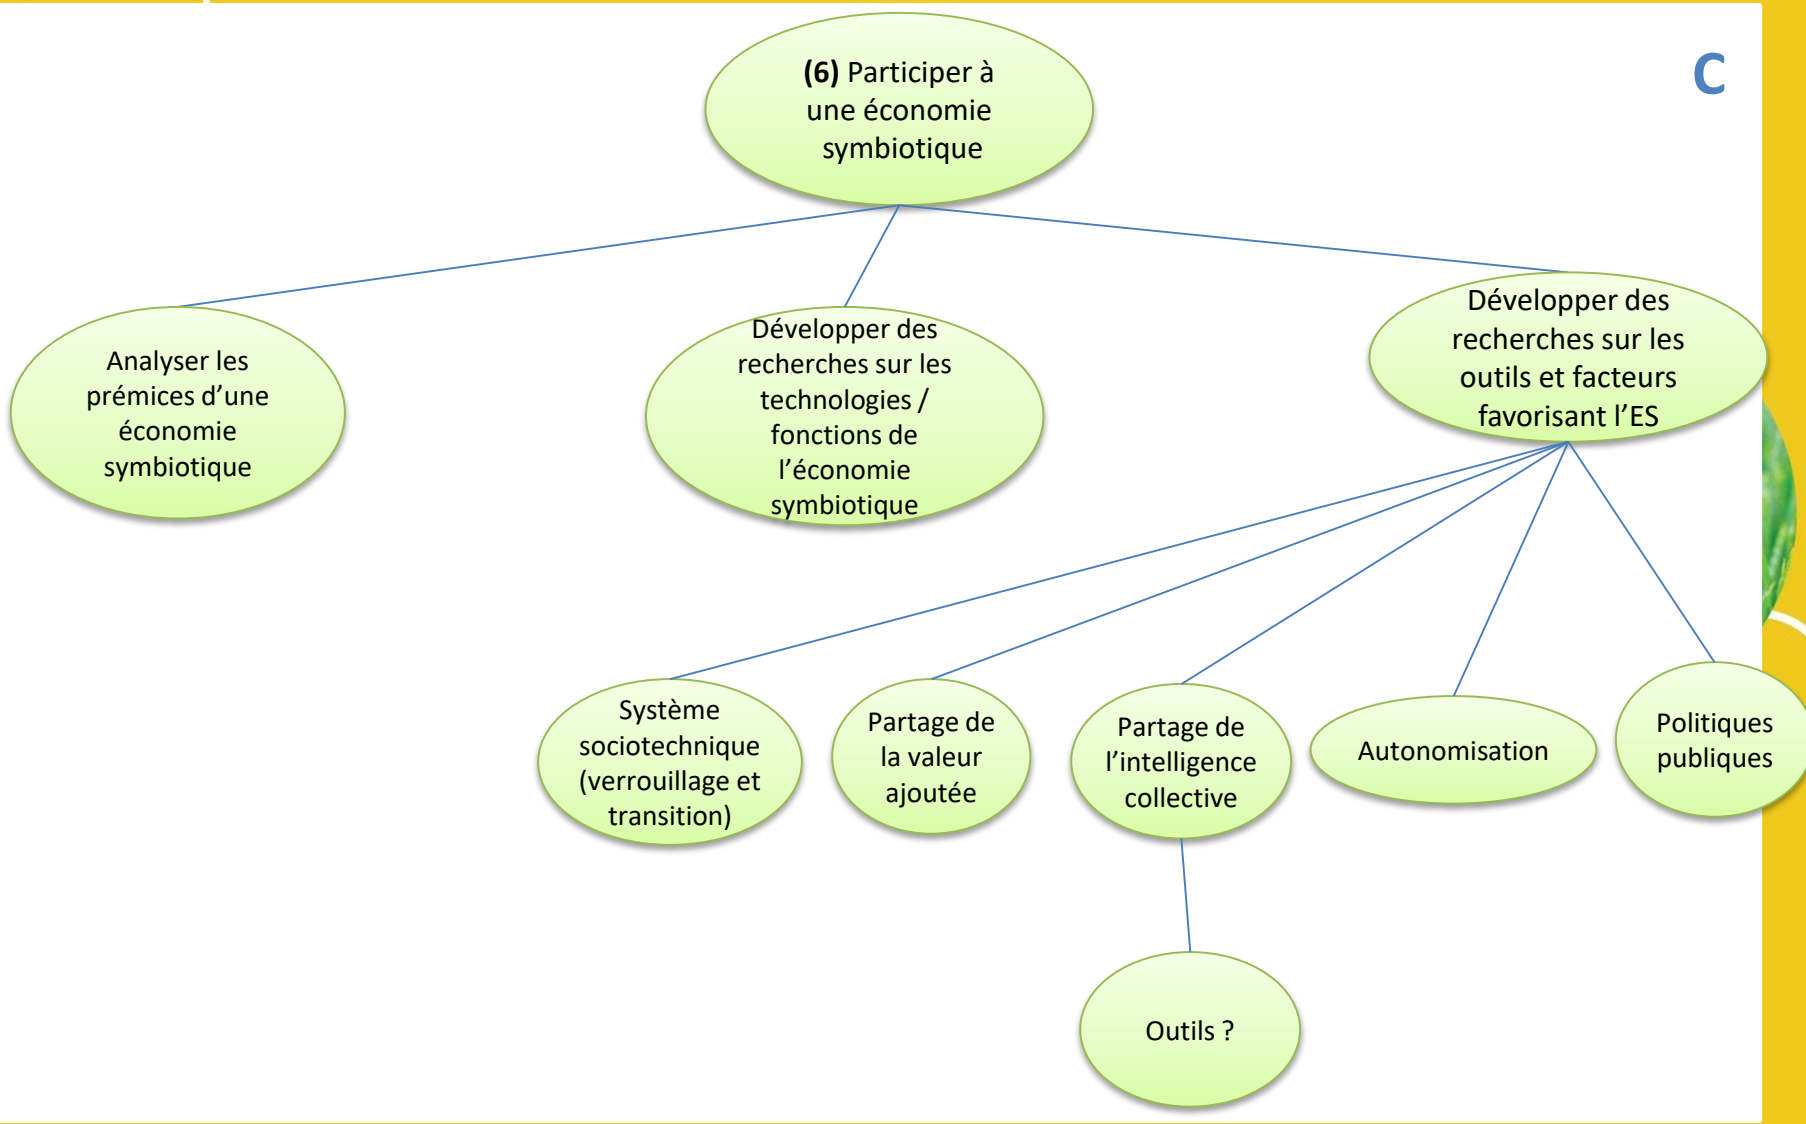 (6) Participer à
une économie
symbiotique
C
Analyser les
prémices d’une
économie
symbiotique
Développer des
recherches sur les
technologies /
fonctions de
l’économie
symbiotique
Développer des
recherches sur les
outils et facteurs
favorisant l’ES
Système
sociotechnique
(verrouillage et
transition)
Partage de
la valeur
ajoutée
Partage de
l’intelligence
collective
Autonomisation
Politiques
publiques
Outils ?